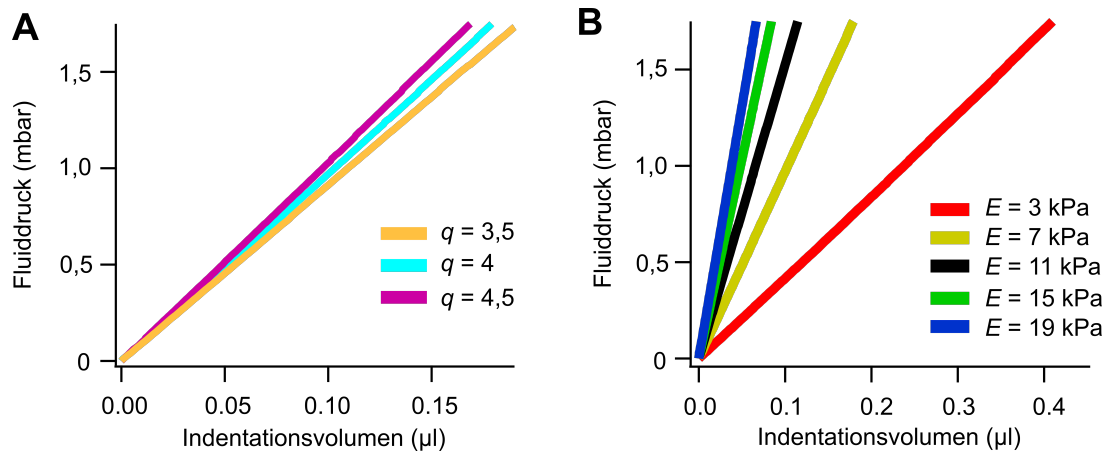 A
Fluiddruck (mbar)
1,5
1,0
0,5
0
0.00 0.05 0.10 0.15
Indentationsvolumen (µl)
q = 3,5
q = 4
q = 4,5
B
Fluiddruck (mbar)
1,5
1,0
0,5
0
0.0 0.1 0.2 0.3 0.4
Indentationsvolumen (µl)
E = 3 kPa
E = 7 kPa
E = 11 kPa
E = 15 kPa
E = 19 kPa